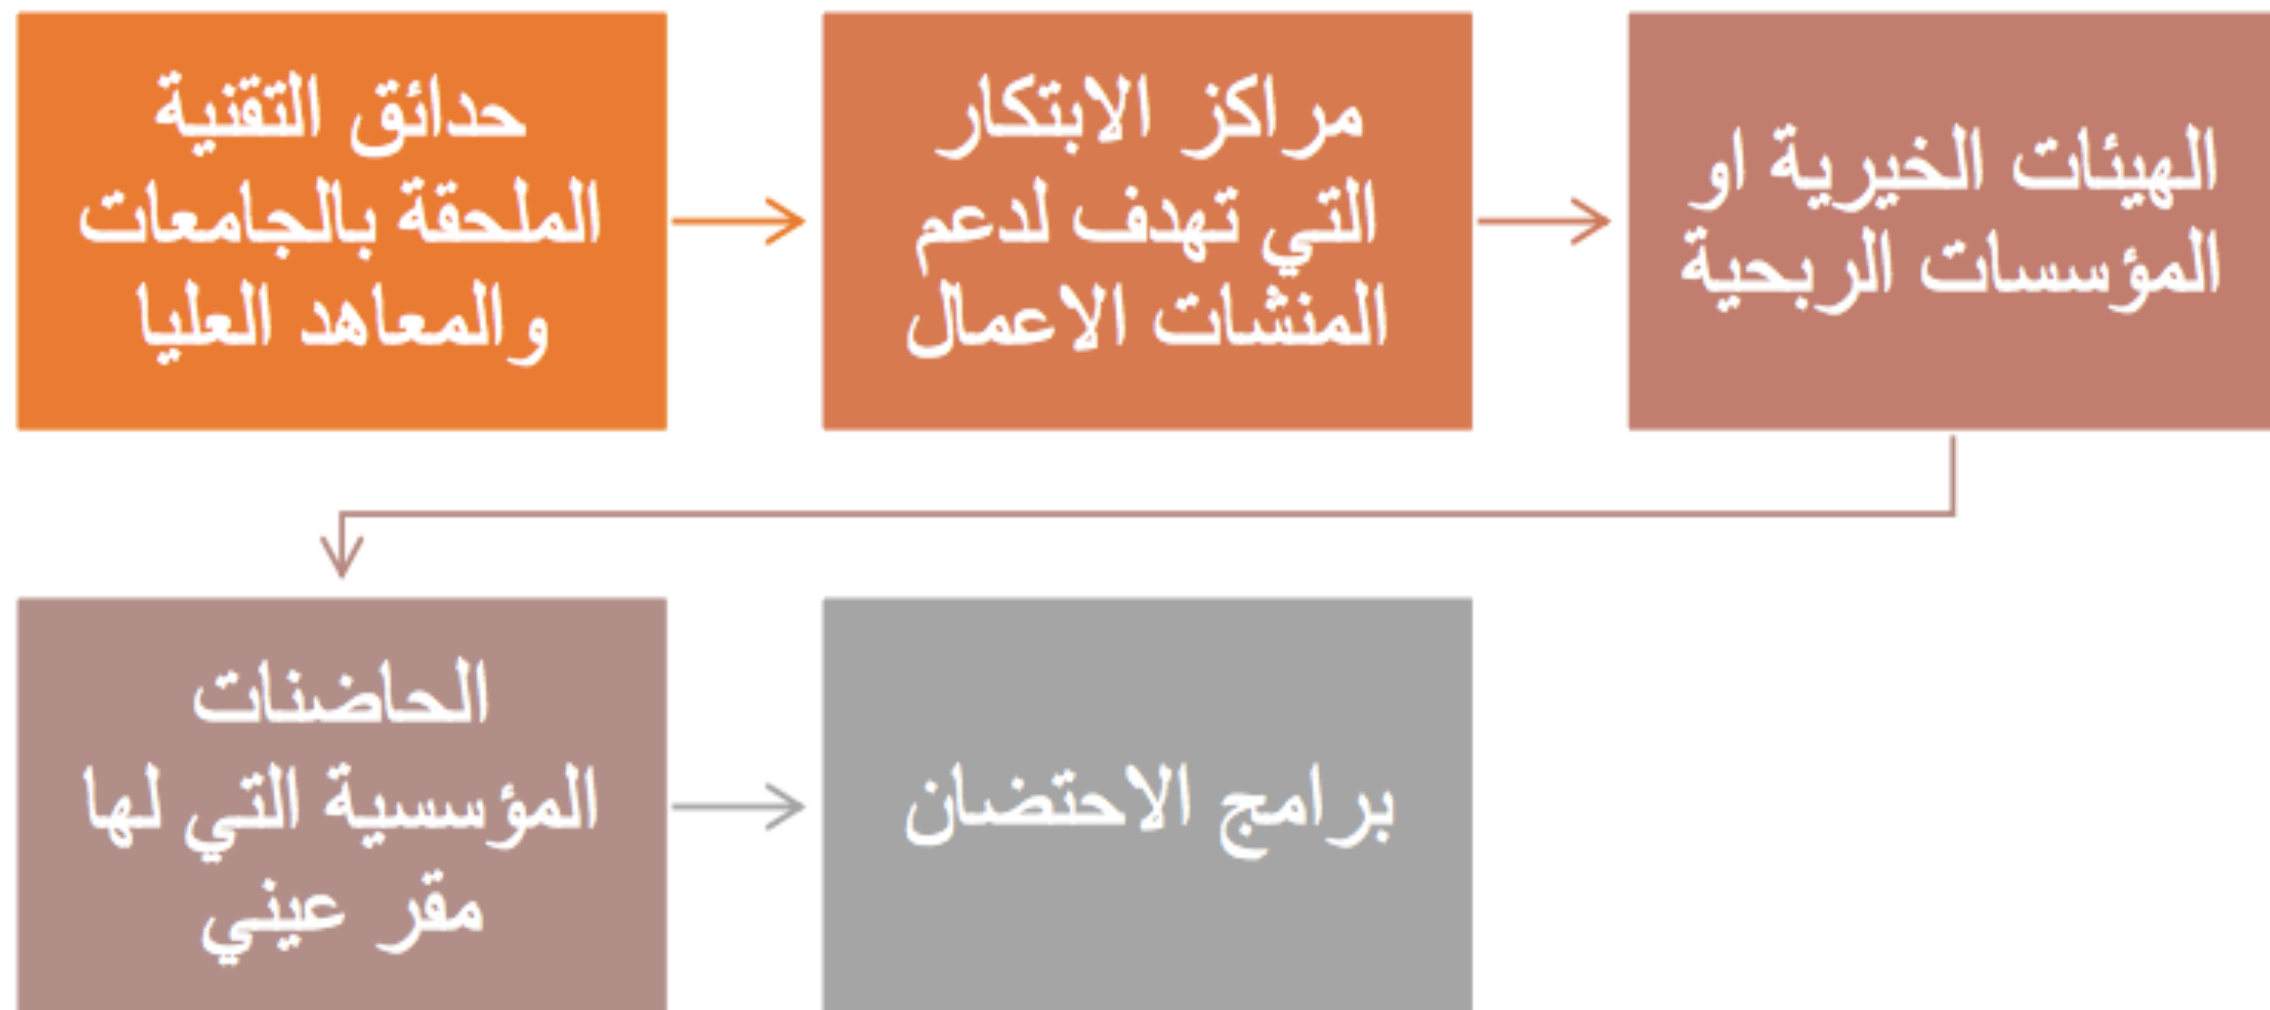 حدائق التقنية
الملحقة بالجامعات
والمعاهد العليا
مراكز الابتكار
التي تهدف لدعم
المنشات الاعمال
الهيئات الخيرية او
المؤسسات الربحية
الحاضنات
المؤسسية التي لها
مقر عيني
برامج الاحتضان